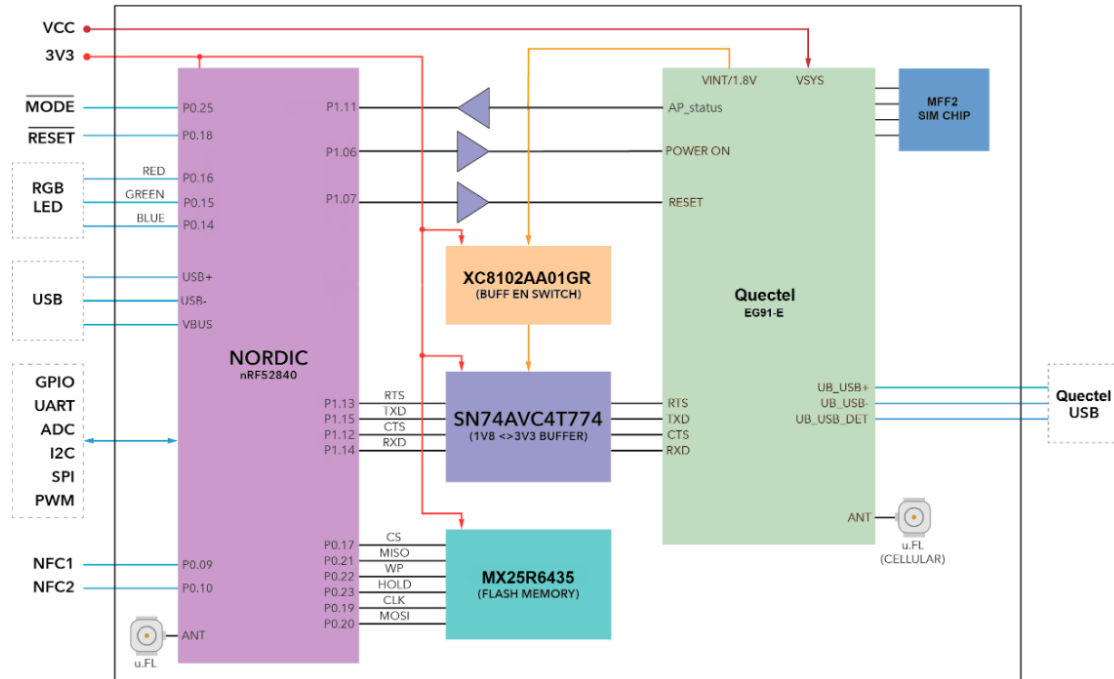 VCC
3V3
MODE
RESET
RGB
LED
RED
GREEN
BLUE
USB
GPIO
UART
ADC
I2C
SPI
PWM
NFC1
NFC2
u.FL
P0.25
P0.18
P0.16
P0.15
P0.14
USB+
USB-
VBUS
NORDIC
nRF52840
P0.09
P0.10
ANT
P1.11
P1.06
P1.07
P1.13
P1.15
P1.12
P1.14
RTS
TXD
CTS
RXD
P0.17
P0.21
P0.22
P0.23
P0.19
P0.20
CS
MISO
WP
HOLD
CLK
MOSI
XC8102AA01GR
(BUFF EN SWITCH)
SN74AVC4T774
(1V8 <>3V3 BUFFER)
MX25R6435
(FLASH MEMORY)
VINT/1.8V
VSYS
AP_status
POWER ON
RESET
Quectel
EG91-E
RTS
TXD
CTS
RXD
UB_USB+
UB_USB-
UB_USB_DET
ANT
MFF2
SIM CHIP
u.FL
(CELLULAR)
Quectel
USB